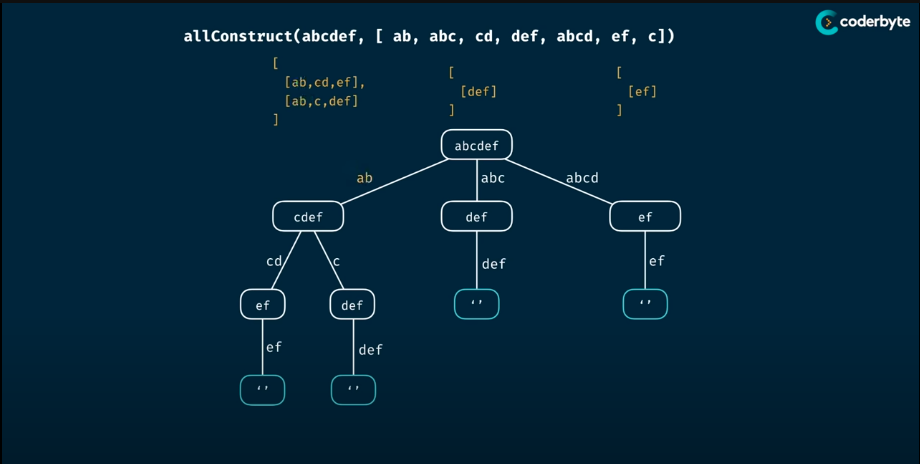 coderbyte
allConstruct(abcdef, [ ab, abc, cd, def, abcd, ef, c])
[
[ab,cd,ef],
[ab,c,def]
]
[
[def]
]
[
[ef]
]
abcdef
ab
abc
abcd
cdef
def
ef
cd
c
def
ef
ef
def
‘’
‘’
ef
def
‘’
‘’